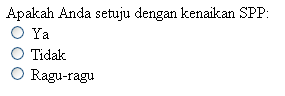 Apakah Anda setuju dengan kenaikan SPP:
Ya
Tidak
Ragu-ragu